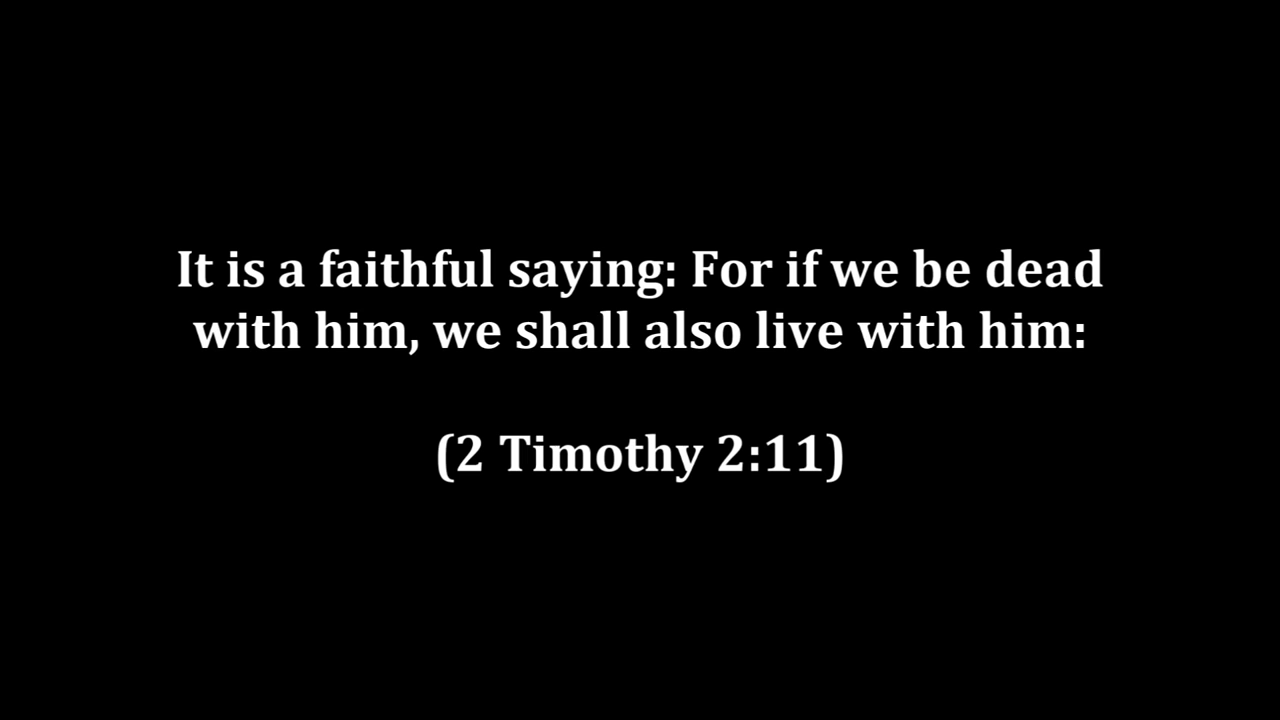 It is a faithful saying: For if we be dead
with him, we shall also live with him:
(2 Timothy 2:11)